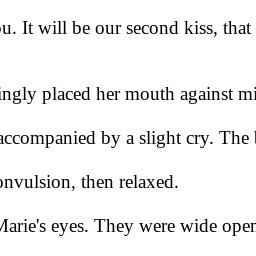 ou. It will be our second kiss, that
ingly placed her mouth against mi
accompanied by a slight cry. The
onvulsion, then relaxed.
Marie's eyes. They were wide open